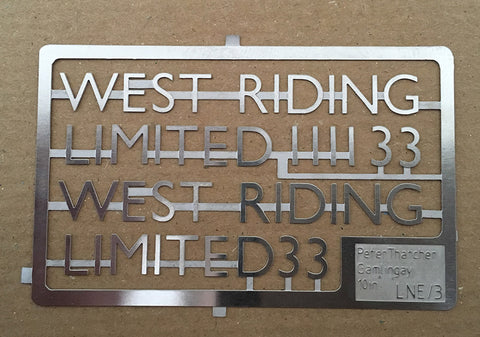 WEST RIDING
LIMITED IIII 33
WEST RIDING
LIMITED33
Peter Thatcher
Gamlingay
10in
LNE/3